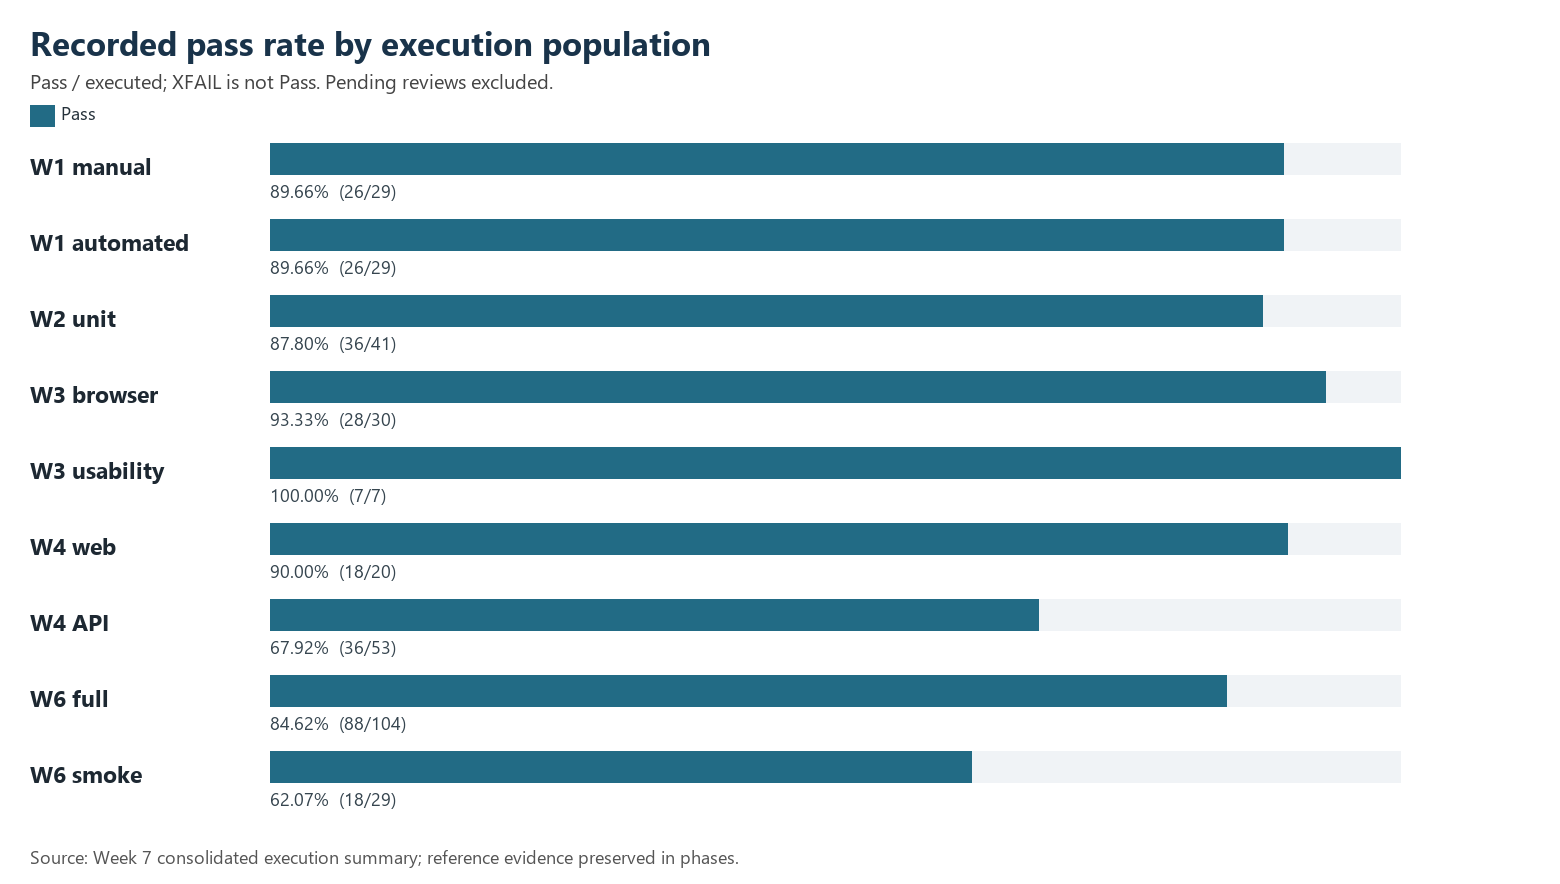 Recorded pass rate by execution population
Pass / executed; XFAIL is not Pass. Pending reviews excluded.
Pass
W1 manual
89.66% (26/29)
W1 automated
89.66% (26/29)
W2 unit
87.80% (36/41)
W3 browser
93.33% (28/30)
W3 usability
100.00% (7/7)
W4 web
90.00% (18/20)
W4 API
67.92% (36/53)
W6 full
84.62% (88/104)
W6 smoke
62.07% (18/29)
Source: Week 7 consolidated execution summary; reference evidence preserved in phases.